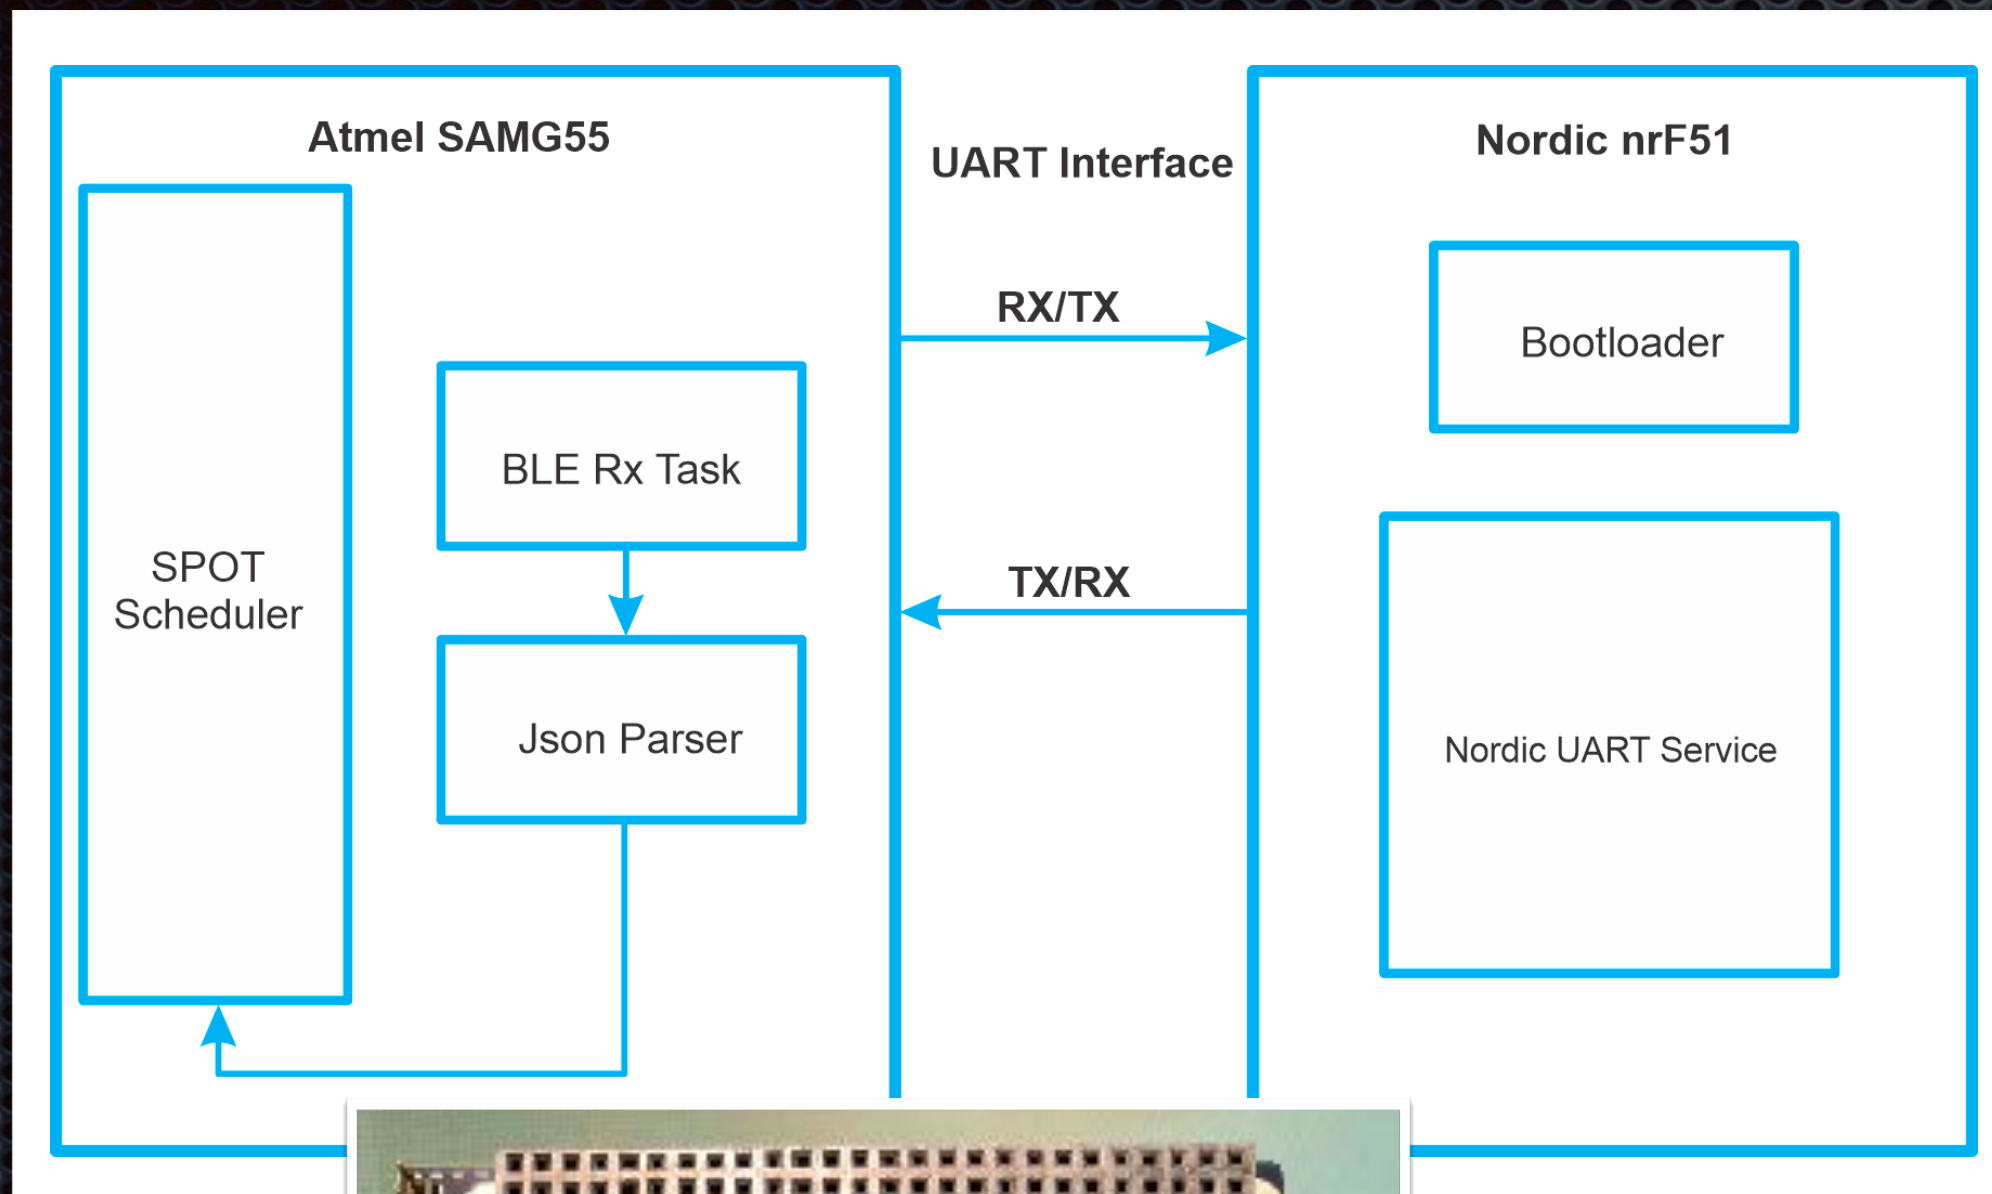 Atmel SAMG55
UART Interface
Nordic nrF51
RX/TX
Bootloader
BLE Rx Task
SPOT
Scheduler
TX/RX
Json Parser
Nordic UART Service